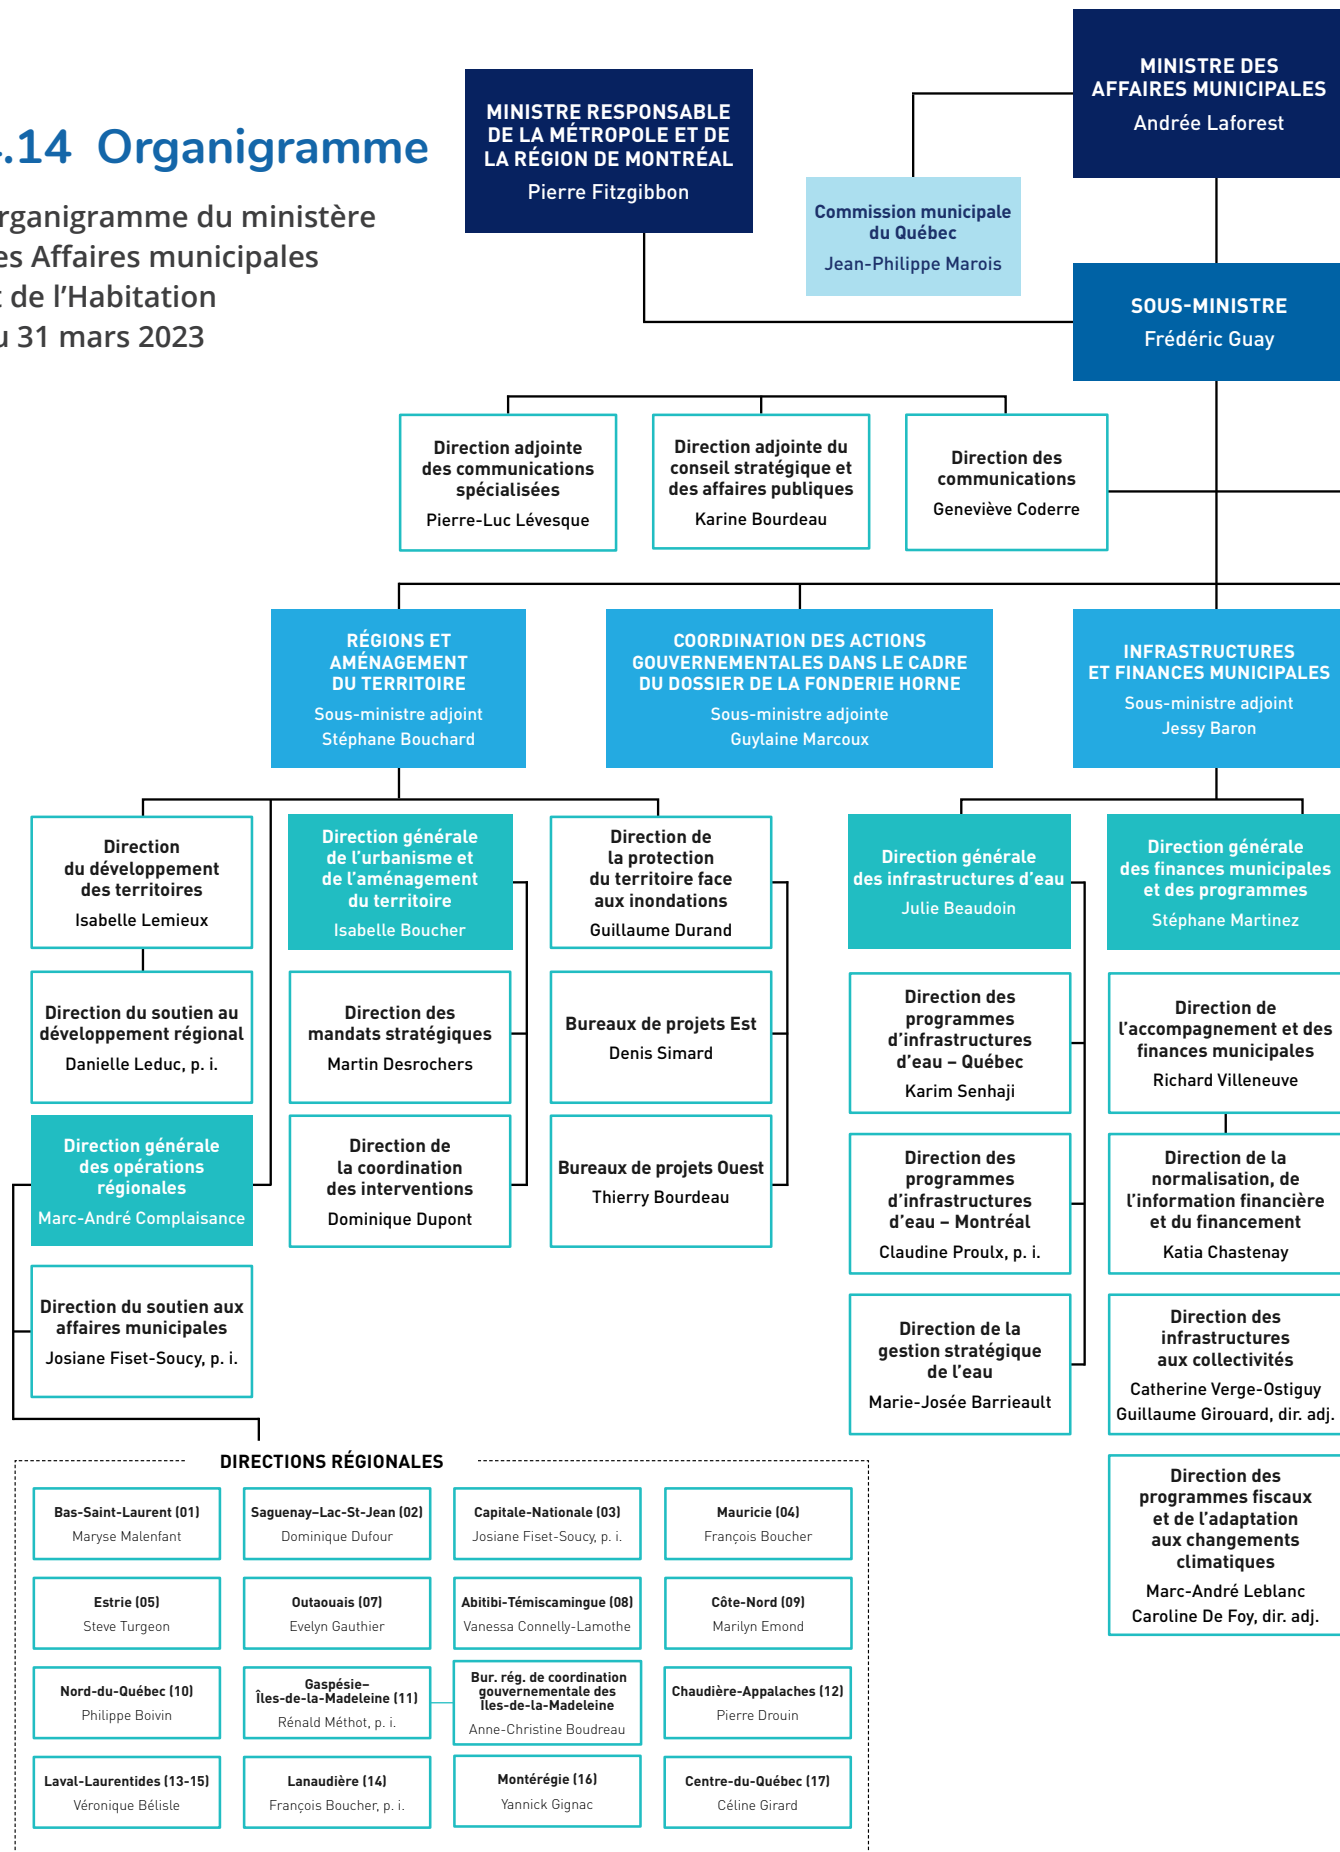 .14 Organigramme
rganigramme du ministère
es Affaires municipales
t de l'Habitation
u 31 mars 2023
MINISTRE RESPONSABLE
DE LA MÉTROPOLE ET DE
LA RÉGION DE MONTRÉAL
Pierre Fitzgibbon
MINISTRE DES
AFFAIRES MUNICIPALES
Andrée Laforest
Commission municipale
du Québec
Jean-Philippe Marois
SOUS-MINISTRE
Frédéric Guay
Direction adjointe
des communications
spécialisées
Pierre-Luc Lévesque
Direction adjointe du
conseil stratégique et
des affaires publiques
Karine Bourdeau
Direction des
communications
Geneviève Coderre
RÉGIONS ET
AMÉNAGEMENT
DU TERRITOIRE
Sous-ministre adjoint
Stéphane Bouchard
COORDINATION DES ACTIONS
GOUVERNEMENTALES DANS LE CADRE
DU DOSSIER DE LA FONDERIE HORNE
Sous-ministre adjointe
Guylaine Marcoux
INFRASTRUCTURES
ET FINANCES MUNICIPALES
Sous-ministre adjoint
Jessy Baron
Direction
du développement
des territoires
Isabelle Lemieux
Direction générale
de l'urbanisme et
de l'aménagement
du territoire
Isabelle Boucher
Direction de
la protection
du territoire face
aux inondations
Guillaume Durand
Direction générale
des infrastructures d'eau
Julie Beaudoin
Direction générale
des finances municipales
et des programmes
Stéphane Martinez
Direction du soutien au
développement régional
Danielle Leduc, p. i.
Direction des
mandats stratégiques
Martin Desrochers
Bureaux de projets Est
Denis Simard
Direction des
programmes
d'infrastructures
d'eau – Québec
Karim Senhaji
Direction de
l'accompagnement et des
finances municipales
Richard Villeneuve
Direction générale
des opérations
régionales
Marc-André Complaisance
Direction de
la coordination
des interventions
Dominique Dupont
Bureaux de projets Ouest
Thierry Bourdeau
Direction des
programmes
d'infrastructures
d'eau – Montréal
Claudine Proulx, p. i.
Direction de la
normalisation, de
l'information financière
et du financement
Katia Chastenay
Direction du soutien aux
affaires municipales
Josiane Fiset-Soucy, p. i.
Direction de la
gestion stratégique
de l'eau
Marie-Josée Barrieault
Direction des
infrastructures
aux collectivités
Catherine Verge-Ostiguy
Guillaume Girouard, dir. adj.
Direction des
programmes fiscaux
et de l'adaptation
aux changements
climatiques
Marc-André Leblanc
Caroline De Foy, dir. adj.
DIRECTIONS RÉGIONALES
Bas-Saint-Laurent (01)
Maryse Malenfant
Saguenay–Lac-St-Jean (02)
Dominique Dufour
Capitale-Nationale (03)
Josiane Fiset-Soucy, p. i.
Mauricie (04)
François Boucher
Estrie (05)
Steve Turgeon
Outaouais (07)
Evelyn Gauthier
Abitibi-Témiscamingue (08)
Vanessa Connelly-Lamothe
Côte-Nord (09)
Marilyn Emond
Nord-du-Québec (10)
Philippe Boivin
Gaspésie–
Îles-de-la-Madeleine (11)
Rénald Méthot, p. i.
Bur. rég. de coordination
gouvernementale des
Îles-de-la-Madeleine
Anne-Christine Boudreau
Chaudière-Appalaches (12)
Pierre Drouin
Laval-Laurentides (13-15)
Véronique Bélisle
Lanaudière (14)
François Boucher, p. i.
Montérégie (16)
Yannick Gignac
Centre-du-Québec (17)
Céline Girard